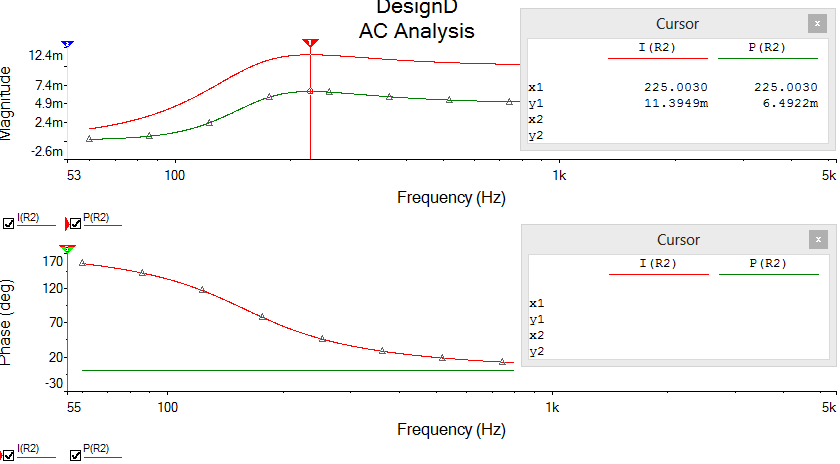 DesignD
AC Analysis
Magnitude
12.4m
7.4m
4.9m
2.4m
-2.6m
53 100 1k 5k
Frequency (Hz)
Cursor x
I(R2) P(R2)
x1 225.0030 225.0030
y1 11.3949m 6.4922m
x2
y2
I(R2) P(R2)
Phase (deg)
170
120
70
20
-30
55 100 1k 5k
Frequency (Hz)
Cursor x
I(R2) P(R2)
x1
y1
x2
y2
I(R2) P(R2)